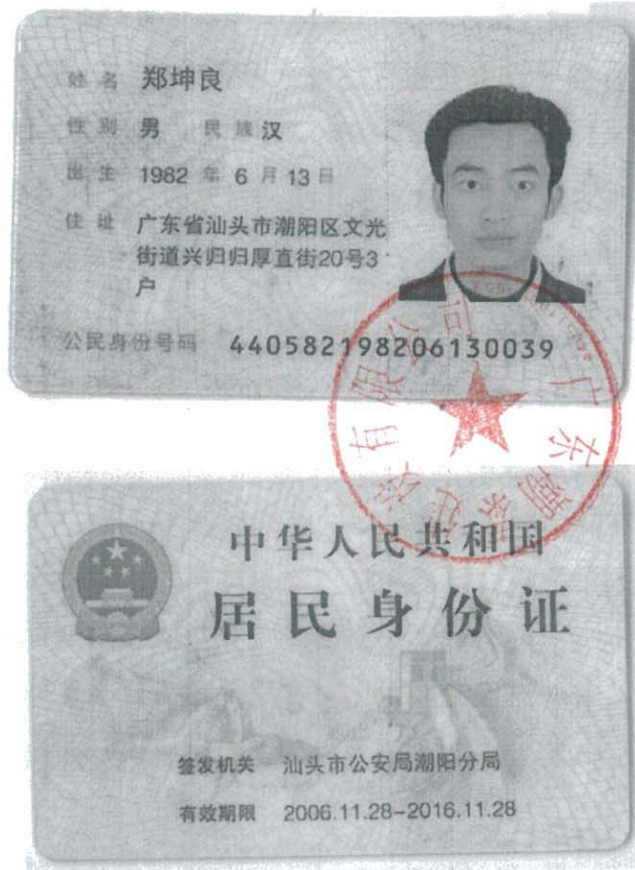 姓名 郑坤良
性别 男 民族 汉
出生 1982 年 6 月 13 日
住址 广东省汕头市潮阳区文光
街道兴归归厚直街20号3
户
公民身份号码 440582198206130039
中华人民共和国
居民身份证
签发机关 汕头市公安局潮阳分局
有效期限 2006.11.28-2016.11.28